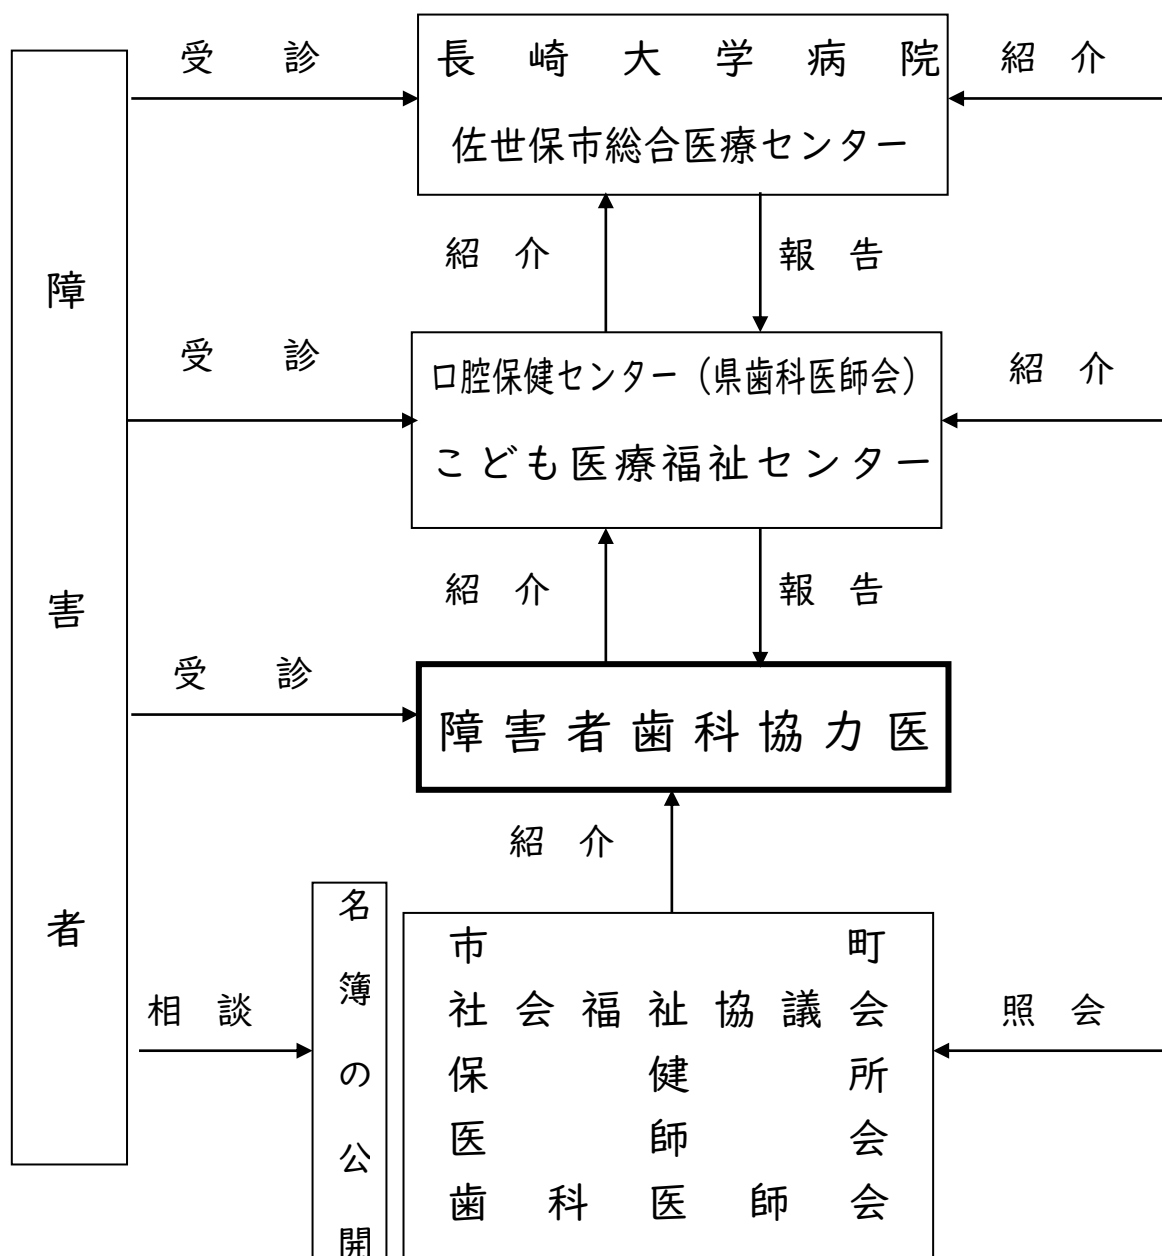 受診
長崎大学病院
佐世保市総合医療センター
紹介
紹介
報告
受診
口腔保健センター（県歯科医師会）
こども医療福祉センター
紹介
紹介
報告
受診
障害者歯科協力医
紹介
障害者
相談
名簿の公開
市町
社会福祉協議会
保健所
医師会
歯科医師会
照会